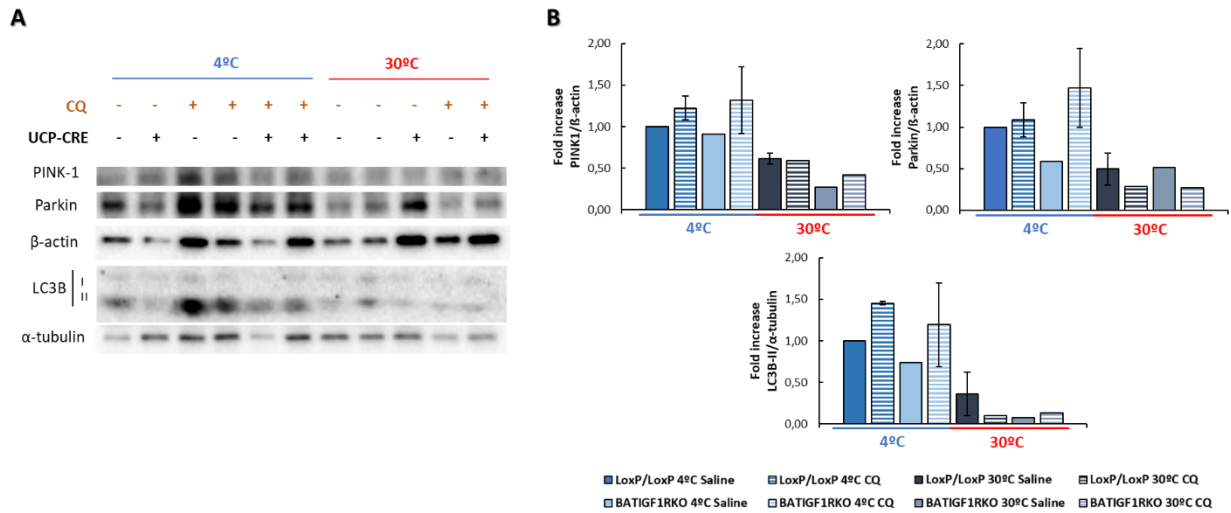 A
4ºC 30ºC
CQ - - + + + + - - - + +
UCP-CRE - + - - + + - - + - +
PINK-1
Parkin
β-actin
LC3B I
II
α-tubulin
B
2,00
1,50
1,00
0,50
0,00
Fold increase
PINK1/ß-actin
4ºC 30ºC
2,00
1,50
1,00
0,50
0,00
Fold increase
Parkin/ß-actin
4ºC 30ºC
2,00
1,50
1,00
0,50
0,00
Fold increase
LC3B-II/α-tubulin
4ºC 30ºC
LoxP/LoxP 4ºC Saline LoxP/LoxP 4ºC CQ LoxP/LoxP 30ºC Saline LoxP/LoxP 30ºC CQ
BATIGF1RKO 4ºC Saline BATIGF1RKO 4ºC CQ BATIGF1RKO 30ºC Saline BATIGF1RKO 30ºC CQ